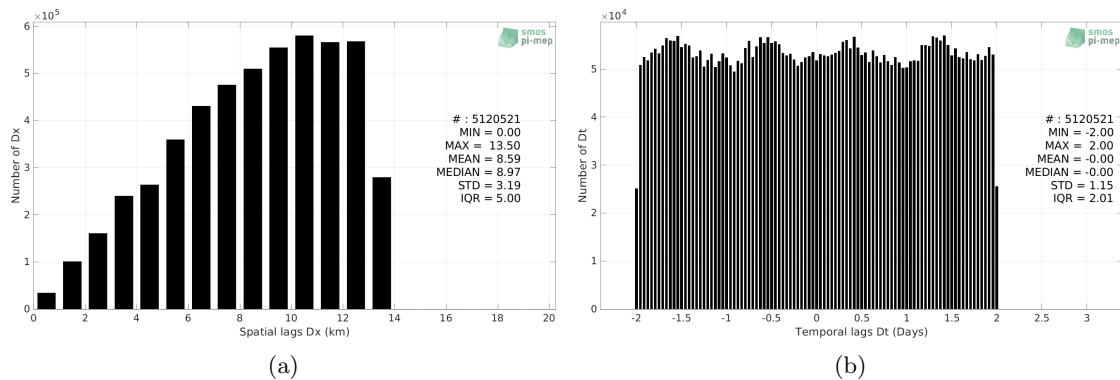 ×10⁵
6
5
4
3
2
1
0
0 2 4 6 8 10 12 14 16 18 20
Number of Dx
Spatial lags Dx (km)
smos
pi-mep
# : 5120521
MIN = 0.00
MAX = 13.50
MEAN = 8.59
MEDIAN = 8.97
STD = 3.19
IQR = 5.00
(a)
×10⁴
5
4
3
2
1
0
-2 -1.5 -1 -0.5 0 0.5 1 1.5 2 2.5 3
Number of Dt
Temporal lags Dt (Days)
smos
pi-mep
# : 5120521
MIN = -2.00
MAX = 2.00
MEAN = -0.00
MEDIAN = -0.00
STD = 1.15
IQR = 2.01
(b)